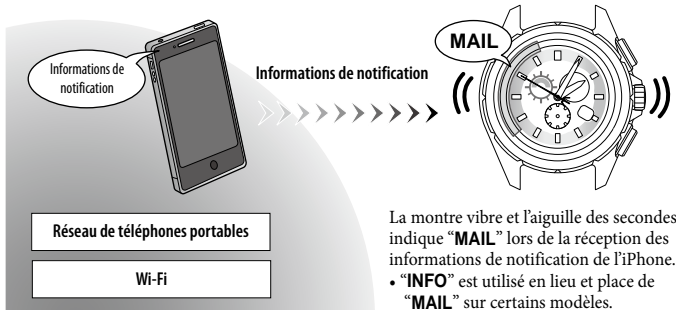 Informations de
notification
Informations de notification
MAIL
Réseau de téléphones portables
Wi-Fi
La montre vibre et l'aiguille des secondes
indique “MAIL” lors de la réception des
informations de notification de l'iPhone.
• “INFO” est utilisé en lieu et place de
“MAIL” sur certains modèles.